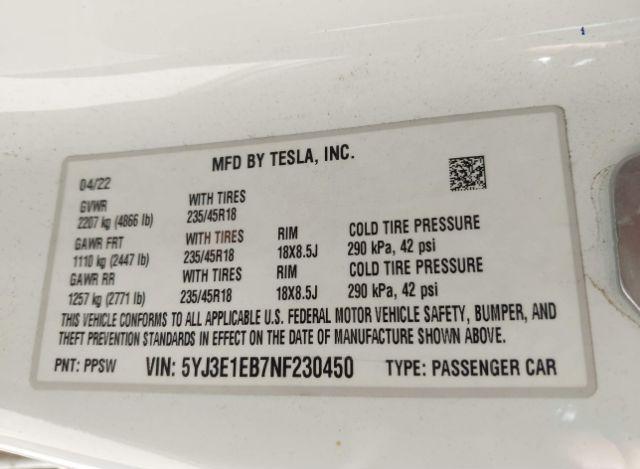 MFD BY TESLA, INC.
04/22
GVWR WITH TIRES
2207 kg (4866 lb) 235/45R18
GAWR FRT WITH TIRES RIM COLD TIRE PRESSURE
1110 kg (2447 lb) 235/45R18 18X8.5J 290 kPa, 42 psi
GAWR RR WITH TIRES RIM COLD TIRE PRESSURE
1257 kg (2771 lb) 235/45R18 18X8.5J 290 kPa, 42 psi
THIS VEHICLE CONFORMS TO ALL APPLICABLE U.S. FEDERAL MOTOR VEHICLE SAFETY, BUMPER, AND
THEFT PREVENTION STANDARDS IN EFFECT ON THE DATE OF MANUFACTURE SHOWN ABOVE.
PNT: PPSW VIN: 5YJ3E1EB7NF230450 TYPE: PASSENGER CAR